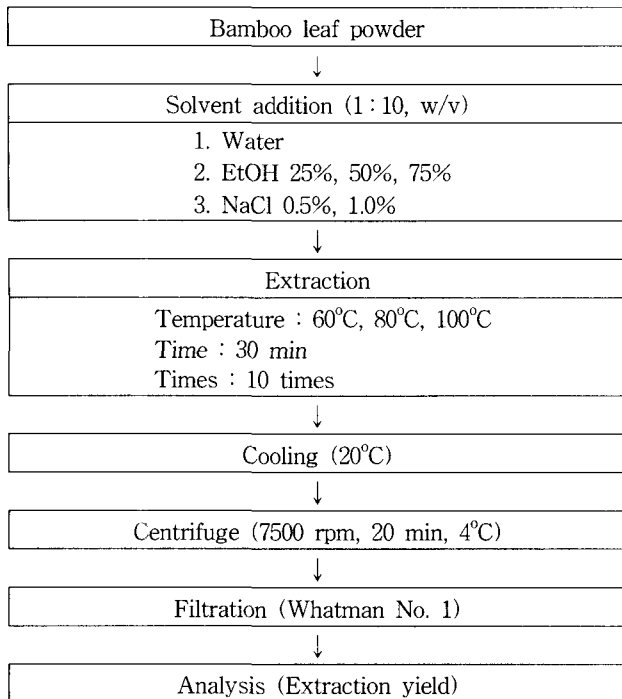 Bamboo leaf powder
↓
Solvent addition (1 : 10, w/v)
1. Water
2. EtOH 25%, 50%, 75%
3. NaCl 0.5%, 1.0%
↓
Extraction
Temperature : 60°C, 80°C, 100°C
Time : 30 min
Times : 10 times
↓
Cooling (20°C)
↓
Centrifuge (7500 rpm, 20 min, 4°C)
↓
Filtration (Whatman No. 1)
↓
Analysis (Extraction yield)